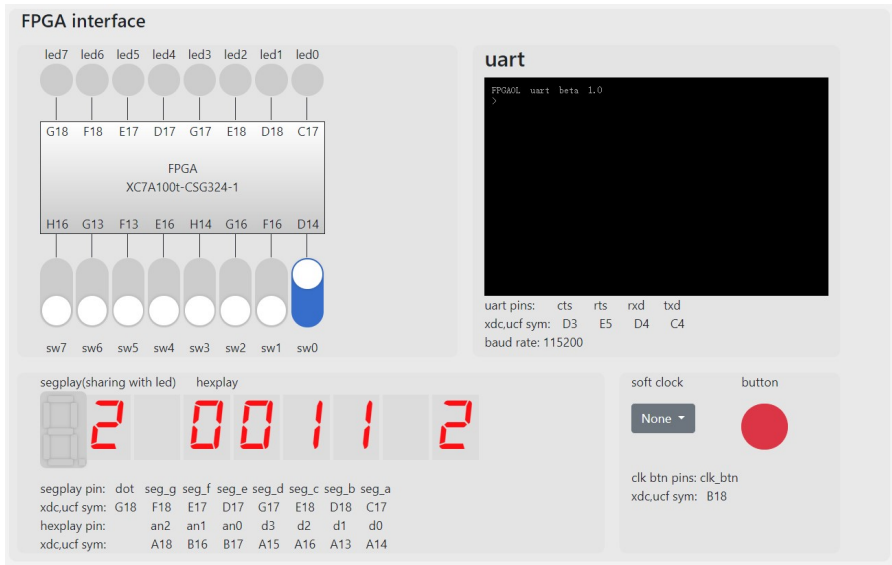 FPGA interface
led7 led6 led5 led4 led3 led2 led1 led0
G18 F18 E17 D17 G17 E18 D18 C17
FPGA
XC7A100t-CSG324-1
H16 G13 F13 E16 H14 G16 F16 D14
sw7 sw6 sw5 sw4 sw3 sw2 sw1 sw0
uart
FPGAOL uart beta 1.0
>
uart pins: cts rts rxd txd
xdc,ucf sym: D3 E5 D4 C4
baud rate: 115200
segplay(sharing with led) hexplay
2 0011 2
segplay pin: dot seg_g seg_f seg_e seg_d seg_c seg_b seg_a
xdc,ucf sym: G18 F18 E17 D17 G17 E18 D18 C17
hexplay pin: an2 an1 an0 d3 d2 d1 d0
xdc,ucf sym: A18 B16 B17 A15 A16 A13 A14
soft clock button
None
clk btn pins: clk_btn
xdc,ucf sym: B18